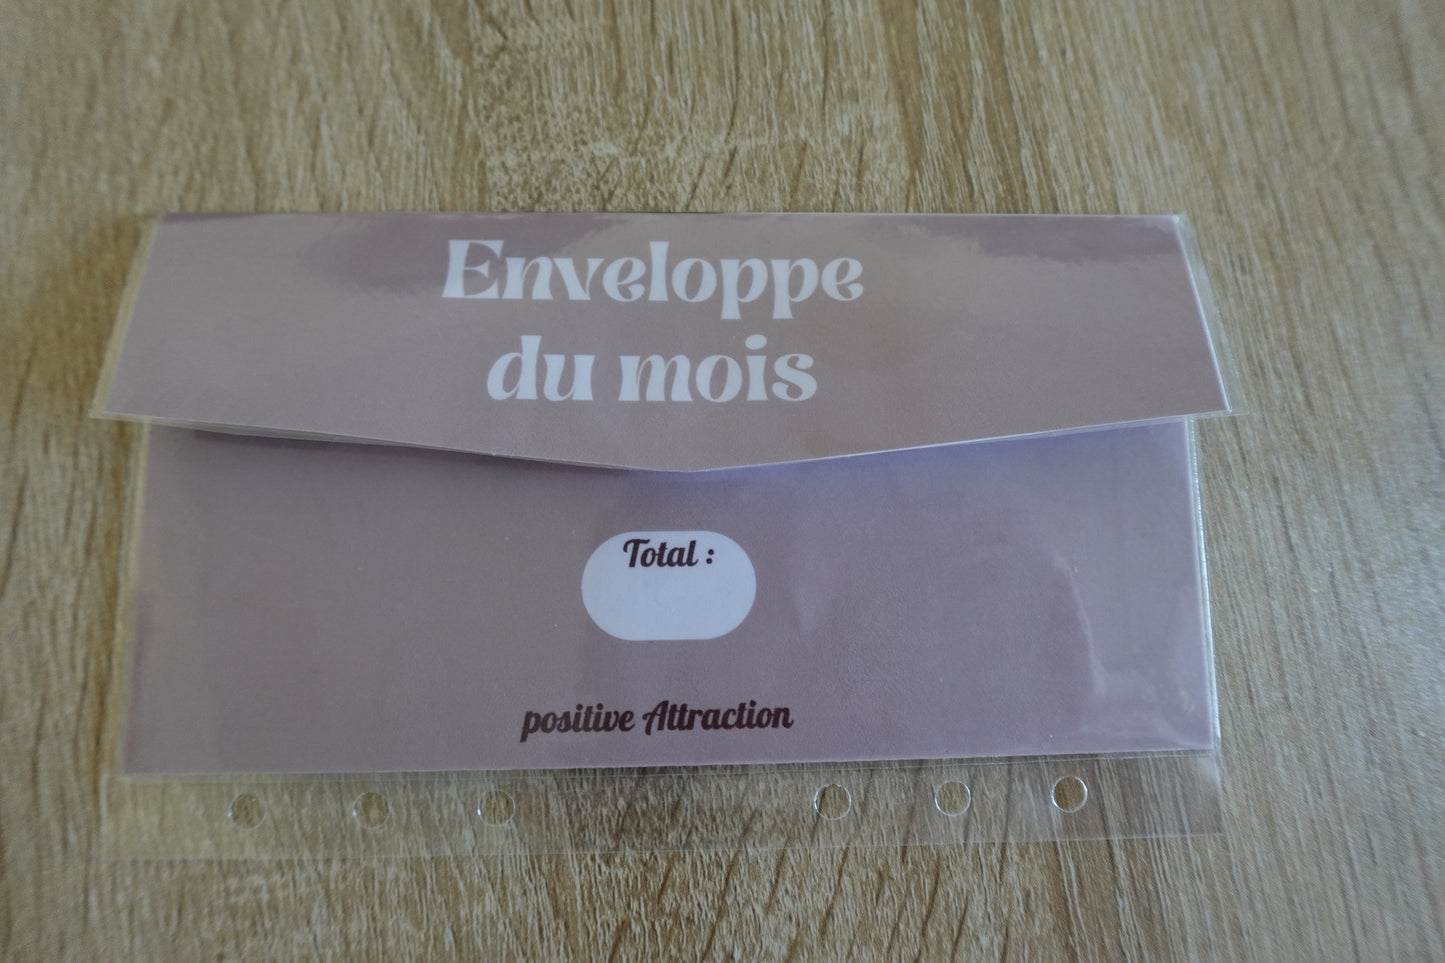 Enveloppe
du mois
Total :
positive Attraction